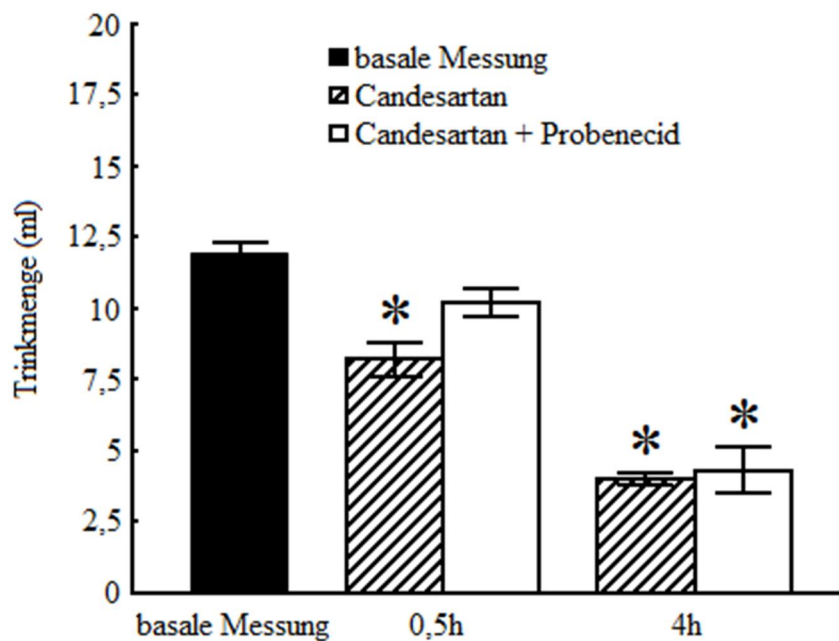 20
17,5
15
12,5
10
7,5
5
2,5
0
Trinkmenge (ml)
basale Messung
Candesartan
Candesartan + Probenecid
*
*
*
basale Messung
0,5h
4h